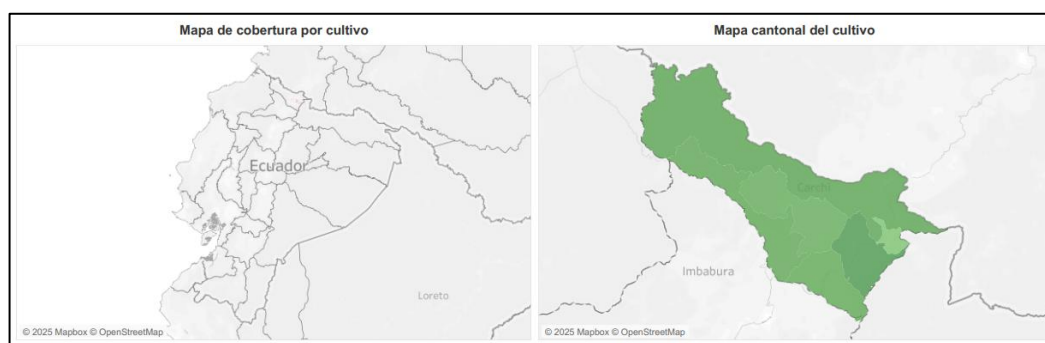 Mapa de cobertura por cultivo
Ecuador
Loreto
© 2025 Mapbox © OpenStreetMap
Mapa cantonal del cultivo
Carchi
Imbabura
© 2025 Mapbox © OpenStreetMap